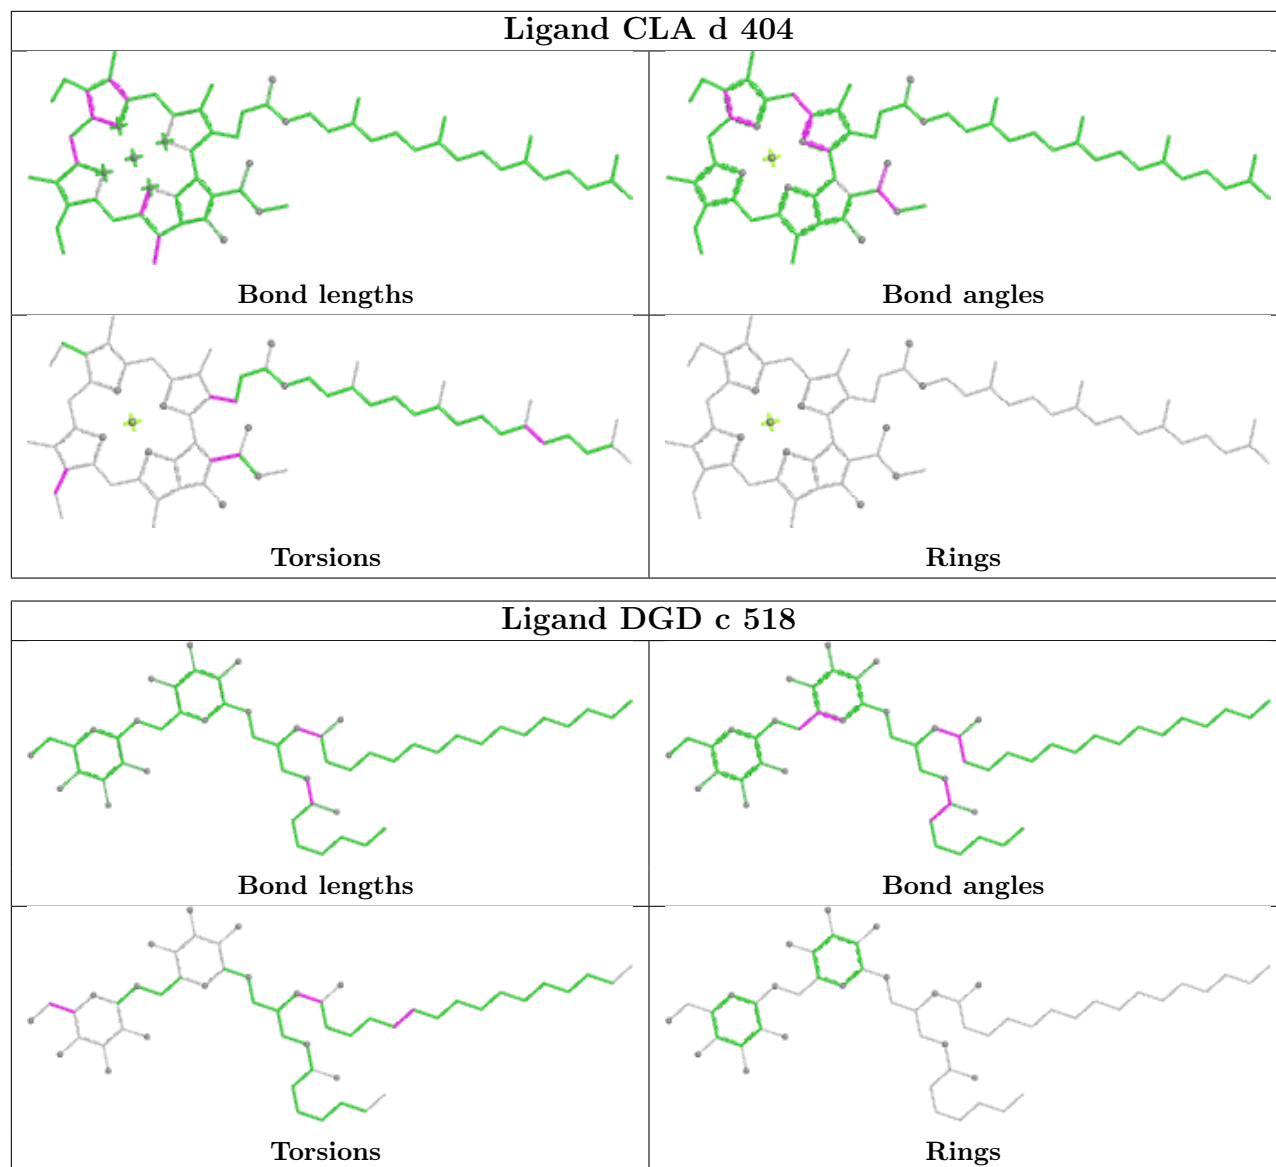 Ligand CLA d 404
Bond lengths
Bond angles
Torsions
Rings
Ligand DGD c 518
Bond lengths
Bond angles
Torsions
Rings